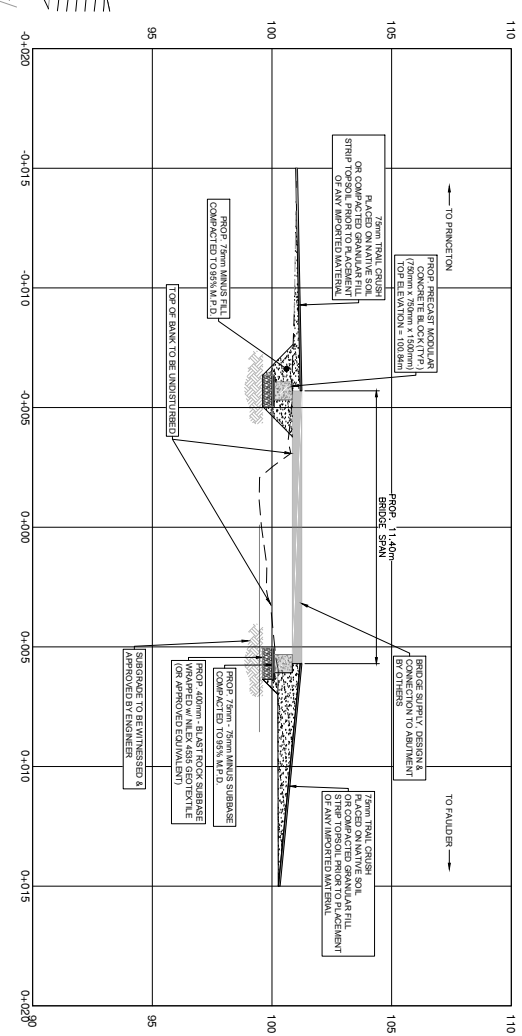 TO PRINCETON
TO FAULDER
75mm TRAIL CRUSH
PLACED ON NATIVE SOIL
OR COMPACTED GRANULAR FILL
STRIP TOPSOIL PRIOR TO PLACEMENT
OF ANY IMPORTED MATERIAL
PROP. PRECAST MODULAR
CONCRETE BLOCK (TYP.)
(750mm x 750mm x 1500mm)
TOP ELEVATION = 100.84m
PROP. 11.40m
BRIDGE SPAN
BRIDGE SUPPLY, DESIGN &
CONNECTION TO ABUTMENT
BY OTHERS
75mm TRAIL CRUSH
PLACED ON NATIVE SOIL
OR COMPACTED GRANULAR FILL
STRIP TOPSOIL PRIOR TO PLACEMENT
OF ANY IMPORTED MATERIAL
PROP. 75mm MINUS FILL
COMPACTED TO 95% M.P.D.
TOP OF BANK TO BE UNDISTURBED
PROP. 75mm - 75mm MINUS SUBBASE
COMPACTED TO 95% M.P.D.
PROP. 400mm - BLAST ROCK SUBBASE
WRAPPED w/ NILEX 4535 GEOTEXTILE
(OR APPROVED EQUIVALENT)
SUBGRADE TO BE WITNESSED &
APPROVED BY ENGINEER
110
105
100
95
90
110
105
100
95
90
-0+020
-0+015
-0+010
-0+005
0+000
0+005
0+010
0+015
0+020